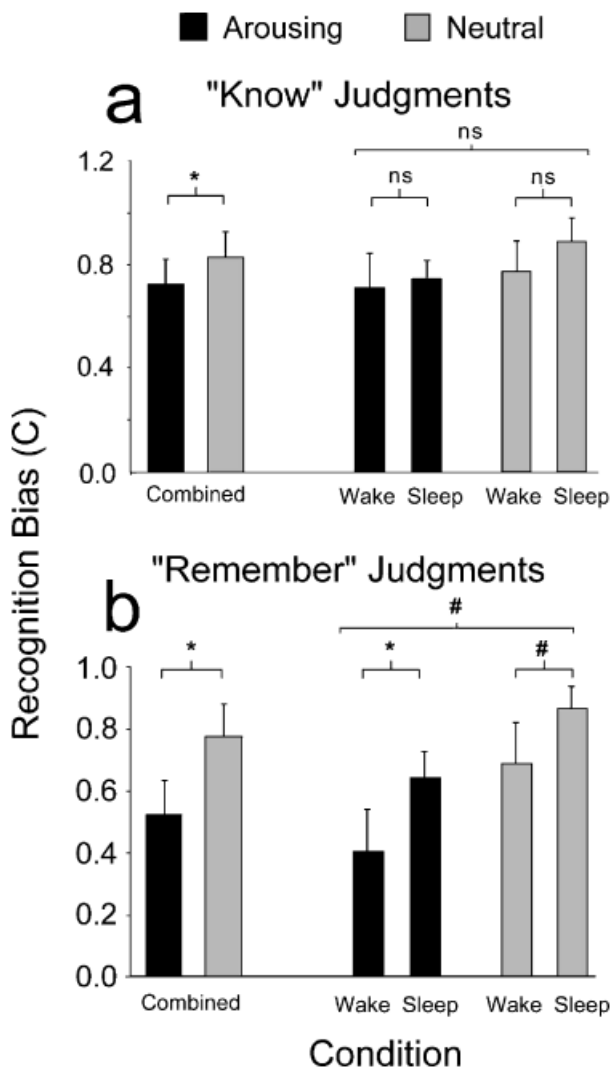 Arousing Neutral
a "Know" Judgments
ns
* ns ns
1.2
0.8
0.4
0.0
Combined Wake Sleep Wake Sleep
Recognition Bias (C)
b "Remember" Judgments
#
* * #
1.0
0.8
0.6
0.4
0.2
0.0
Combined Wake Sleep Wake Sleep
Condition